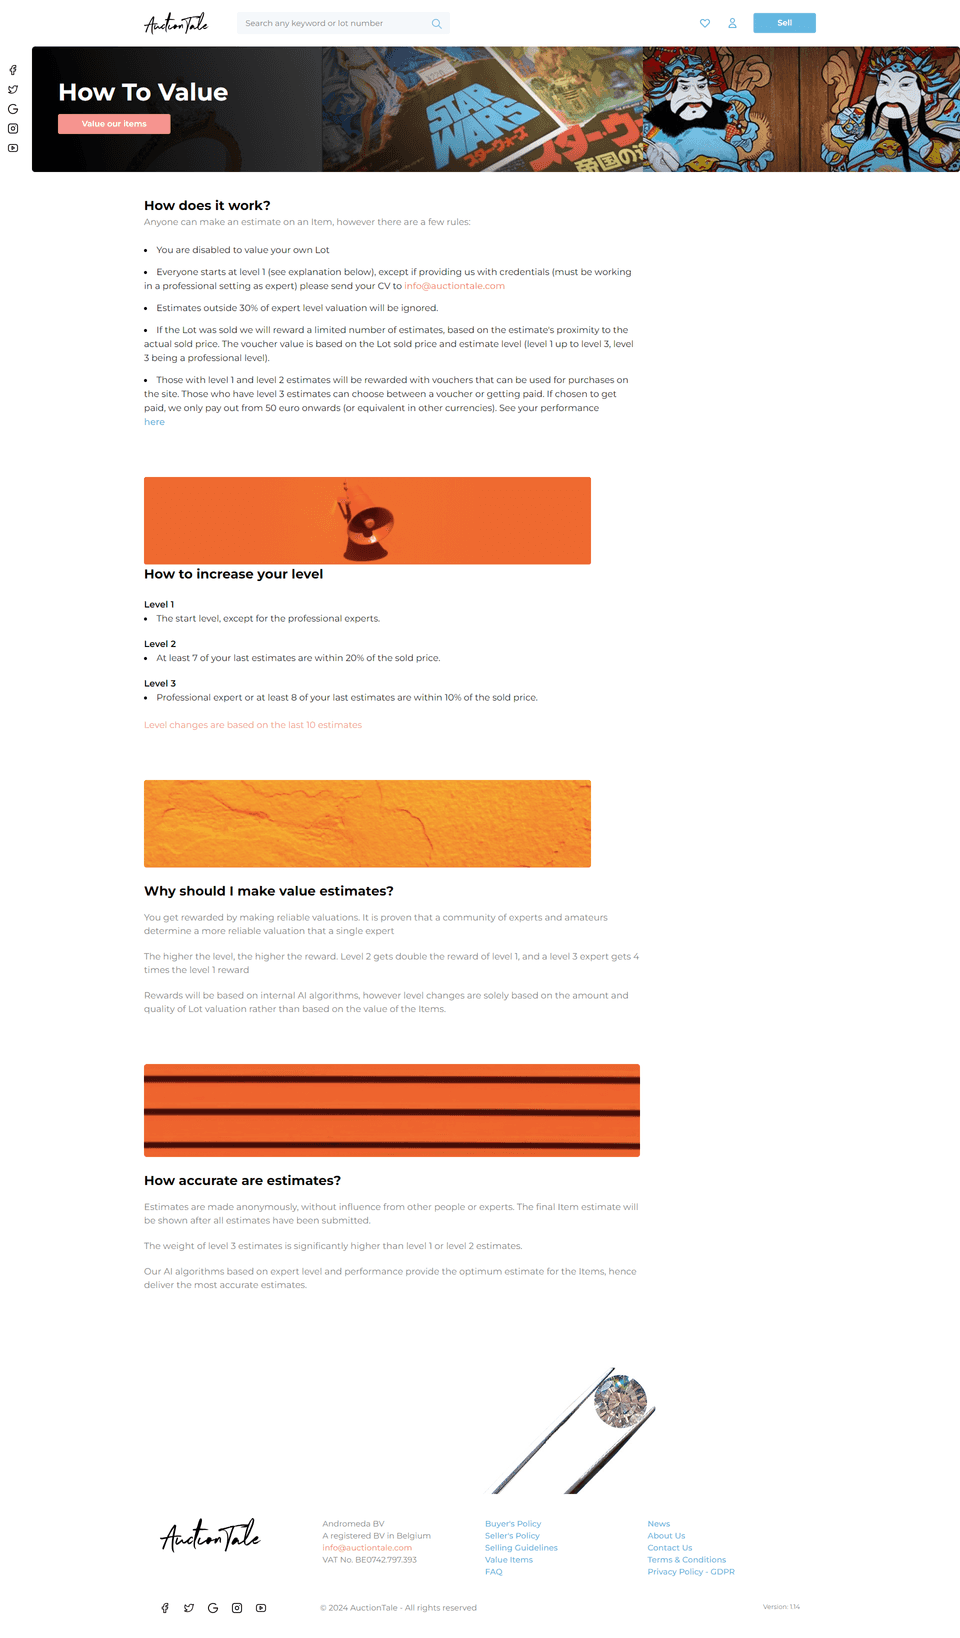 AuctionTale
Search any keyword or lot number
Sell
How To Value
Value our items
STAR
WARS
スター・ウォーズ
スター・ウォ
帝国の逆
How does it work?
Anyone can make an estimate on an Item, however there are a few rules:
• You are disabled to value your own Lot
• Everyone starts at level 1 (see explanation below), except if providing us with credentials (must be working
in a professional setting as expert) please send your CV to info@auctiontale.com
• Estimates outside 30% of expert level valuation will be ignored.
• If the Lot was sold we will reward a limited number of estimates, based on the estimate's proximity to the
actual sold price. The voucher value is based on the Lot sold price and estimate level (level 1 up to level 3, level
3 being a professional level).
• Those with level 1 and level 2 estimates will be rewarded with vouchers that can be used for purchases on
the site. Those who have level 3 estimates can choose between a voucher or getting paid. If chosen to get
paid, we only pay out from 50 euro onwards (or equivalent in other currencies). See your performance
here
How to increase your level
Level 1
• The start level, except for the professional experts.
Level 2
• At least 7 of your last estimates are within 20% of the sold price.
Level 3
• Professional expert or at least 8 of your last estimates are within 10% of the sold price.
Level changes are based on the last 10 estimates
Why should I make value estimates?
You get rewarded by making reliable valuations. It is proven that a community of experts and amateurs
determine a more reliable valuation that a single expert
The higher the level, the higher the reward. Level 2 gets double the reward of level 1, and a level 3 expert gets 4
times the level 1 reward
Rewards will be based on internal AI algorithms, however level changes are solely based on the amount and
quality of Lot valuation rather than based on the value of the Items.
How accurate are estimates?
Estimates are made anonymously, without influence from other people or experts. The final Item estimate will
be shown after all estimates have been submitted.
The weight of level 3 estimates is significantly higher than level 1 or level 2 estimates.
Our AI algorithms based on expert level and performance provide the optimum estimate for the Items, hence
deliver the most accurate estimates.
AuctionTale
Andromeda BV
A registered BV in Belgium
info@auctiontale.com
VAT No. BE0742.797.393
Buyer's Policy
Seller's Policy
Selling Guidelines
Value Items
FAQ
News
About Us
Contact Us
Terms & Conditions
Privacy Policy - GDPR
© 2024 AuctionTale - All rights reserved
Version: 1.14